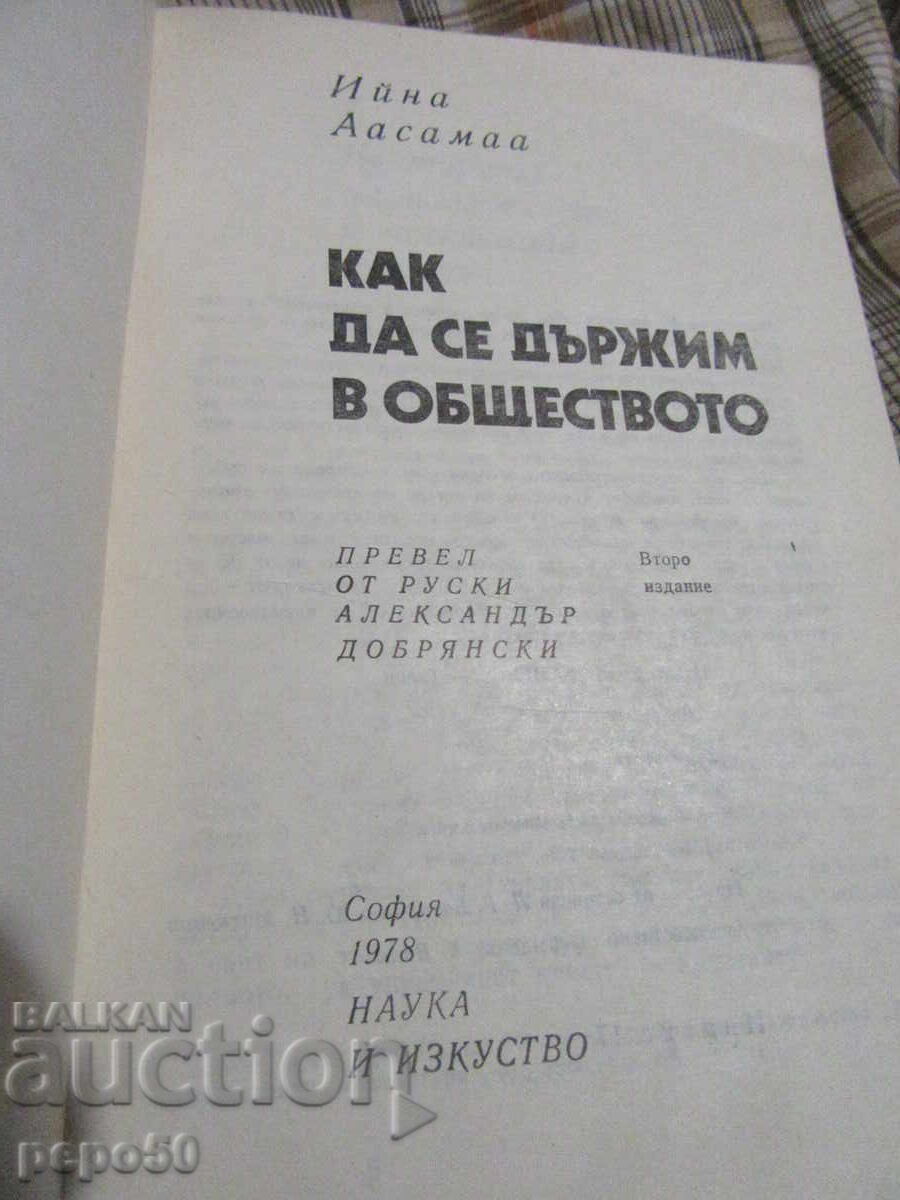 Ийна
Аасамаа
КАК
ДА СЕ ДЪРЖИМ
В ОБЩЕСТВОТО
ПРЕВЕЛ
ОТ РУСКИ
АЛЕКСАНДЪР
ДОБРЯНСКИ
Второ
издание
София
1978
НАУКА
И ИЗКУСТВО
BALKAN
auction
pepo50